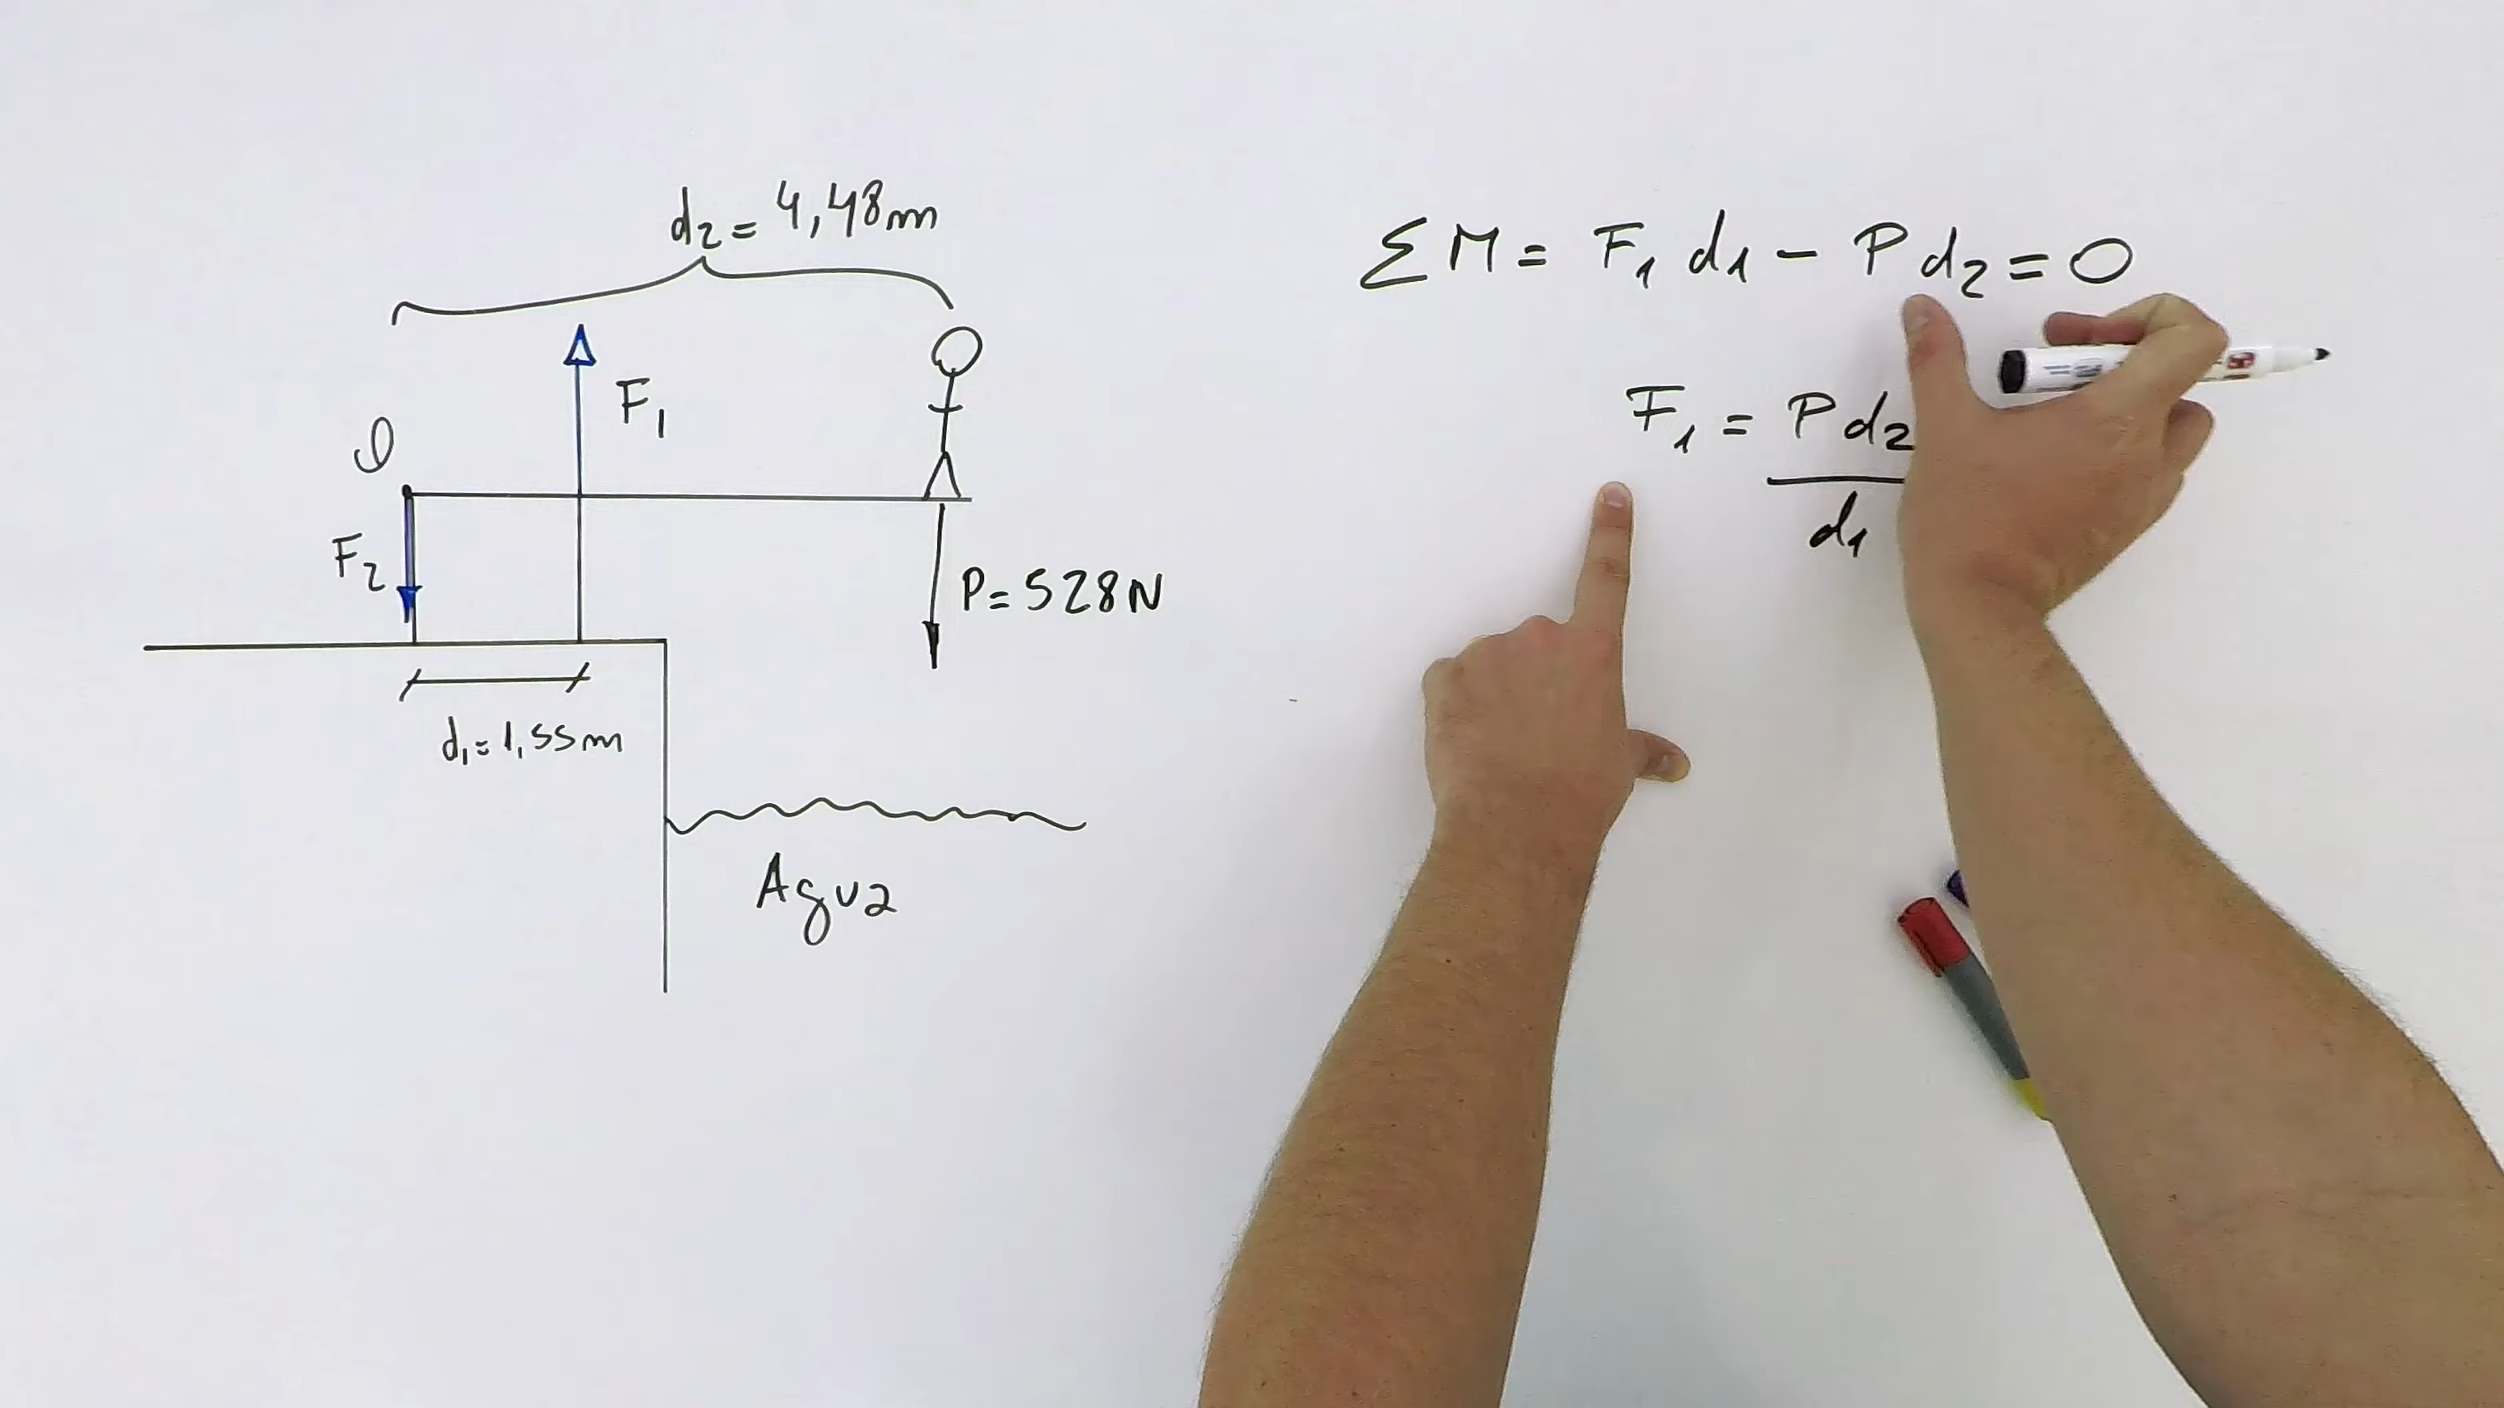 d2 = 4,48m
F1
O
F2
P = 528N
d1 = 1,55m
Agua
ΣM = F1 d1 - P d2 = 0
F1 = P d2
d1